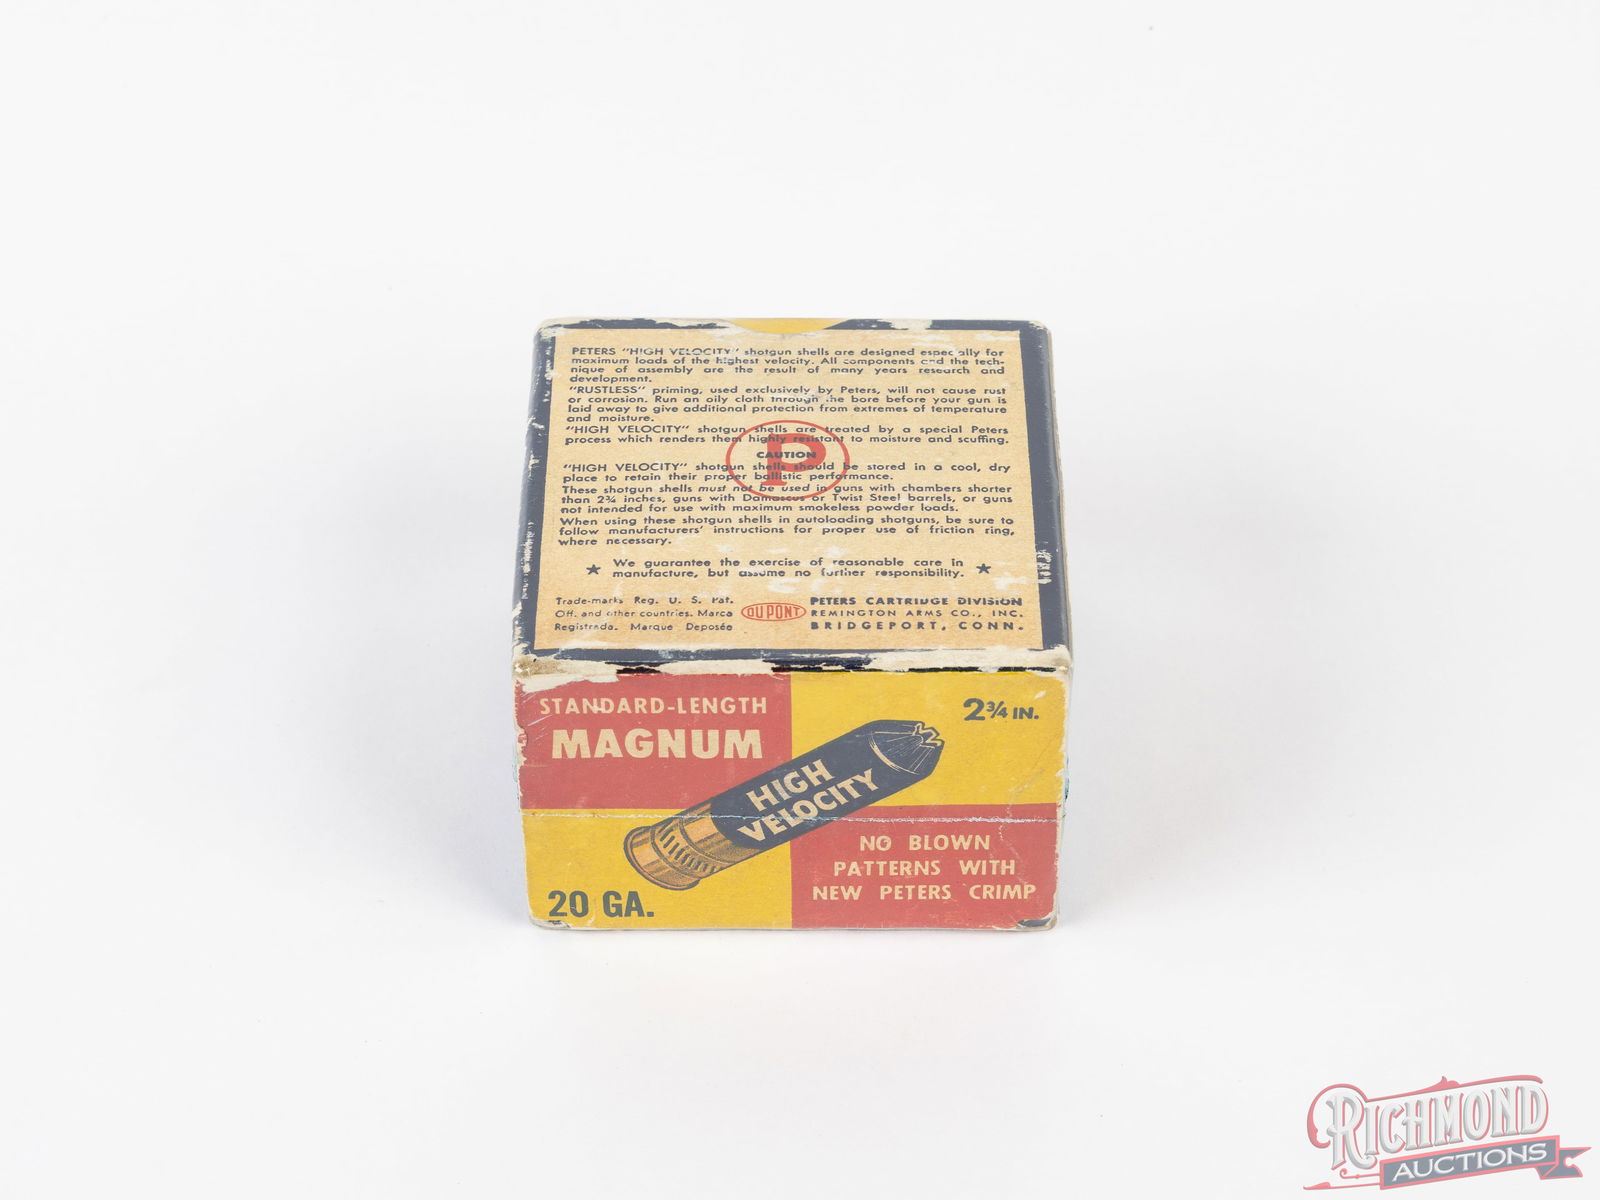 PETERS "HIGH VELOCITY" shotgun shells are designed especially for
maximum loads of the highest velocity. All components and the tech-
nique of assembly are the result of many years research and
development.
"RUSTLESS" priming, used exclusively by Peters, will not cause rust
or corrosion. Run an oily cloth through the bore before your gun is
laid away to give additional protection from extremes of temperature
and moisture.
"HIGH VELOCITY" shotgun shells are treated by a special Peters
process which renders them highly resistant to moisture and scuffing.
P
CAUTION
"HIGH VELOCITY" shotgun shells should be stored in a cool, dry
place to retain their proper ballistic performance.
These shotgun shells must not be used in guns with chambers shorter
than 2¾ inches, guns with Damascus or Twist Steel barrels, or guns
not intended for use with maximum smokeless powder loads.
When using these shotgun shells in autoloading shotguns, be sure to
follow manufacturers' instructions for proper use of friction ring,
where necessary.
★ We guarantee the exercise of reasonable care in ★
manufacture, but assume no further responsibility.
Trade-marks Reg. U. S. Pat.
Off. and other countries. Marca
Registrada. Marque Deposée
DU PONT
PETERS CARTRIDGE DIVISION
REMINGTON ARMS CO., INC.
BRIDGEPORT, CONN.
STANDARD-LENGTH
MAGNUM
2¾ IN.
HIGH
VELOCITY
20 GA.
NO BLOWN
PATTERNS WITH
NEW PETERS CRIMP
RICHMOND
AUCTIONS